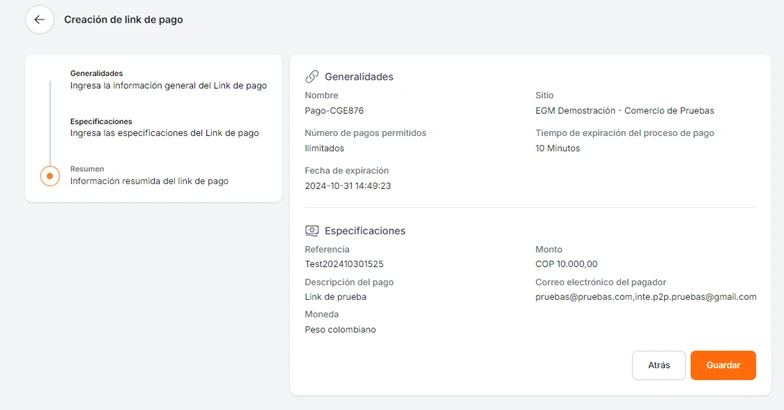 Creación de link de pago
Generalidades
Ingresa la información general del Link de pago
Especificaciones
Ingresa las especificaciones del Link de pago
Resumen
Información resumida del link de pago
Generalidades
Nombre
Pago-CGE876
Sitio
EGM Demostración - Comercio de Pruebas
Número de pagos permitidos
Ilimitados
Tiempo de expiración del proceso de pago
10 Minutos
Fecha de expiración
2024-10-31 14:49:23
Especificaciones
Referencia
Test202410301525
Monto
COP 10.000,00
Descripción del pago
Link de prueba
Correo electrónico del pagador
pruebas@pruebas.com,inte.p2p.pruebas@gmail.com
Moneda
Peso colombiano
Atrás
Guardar